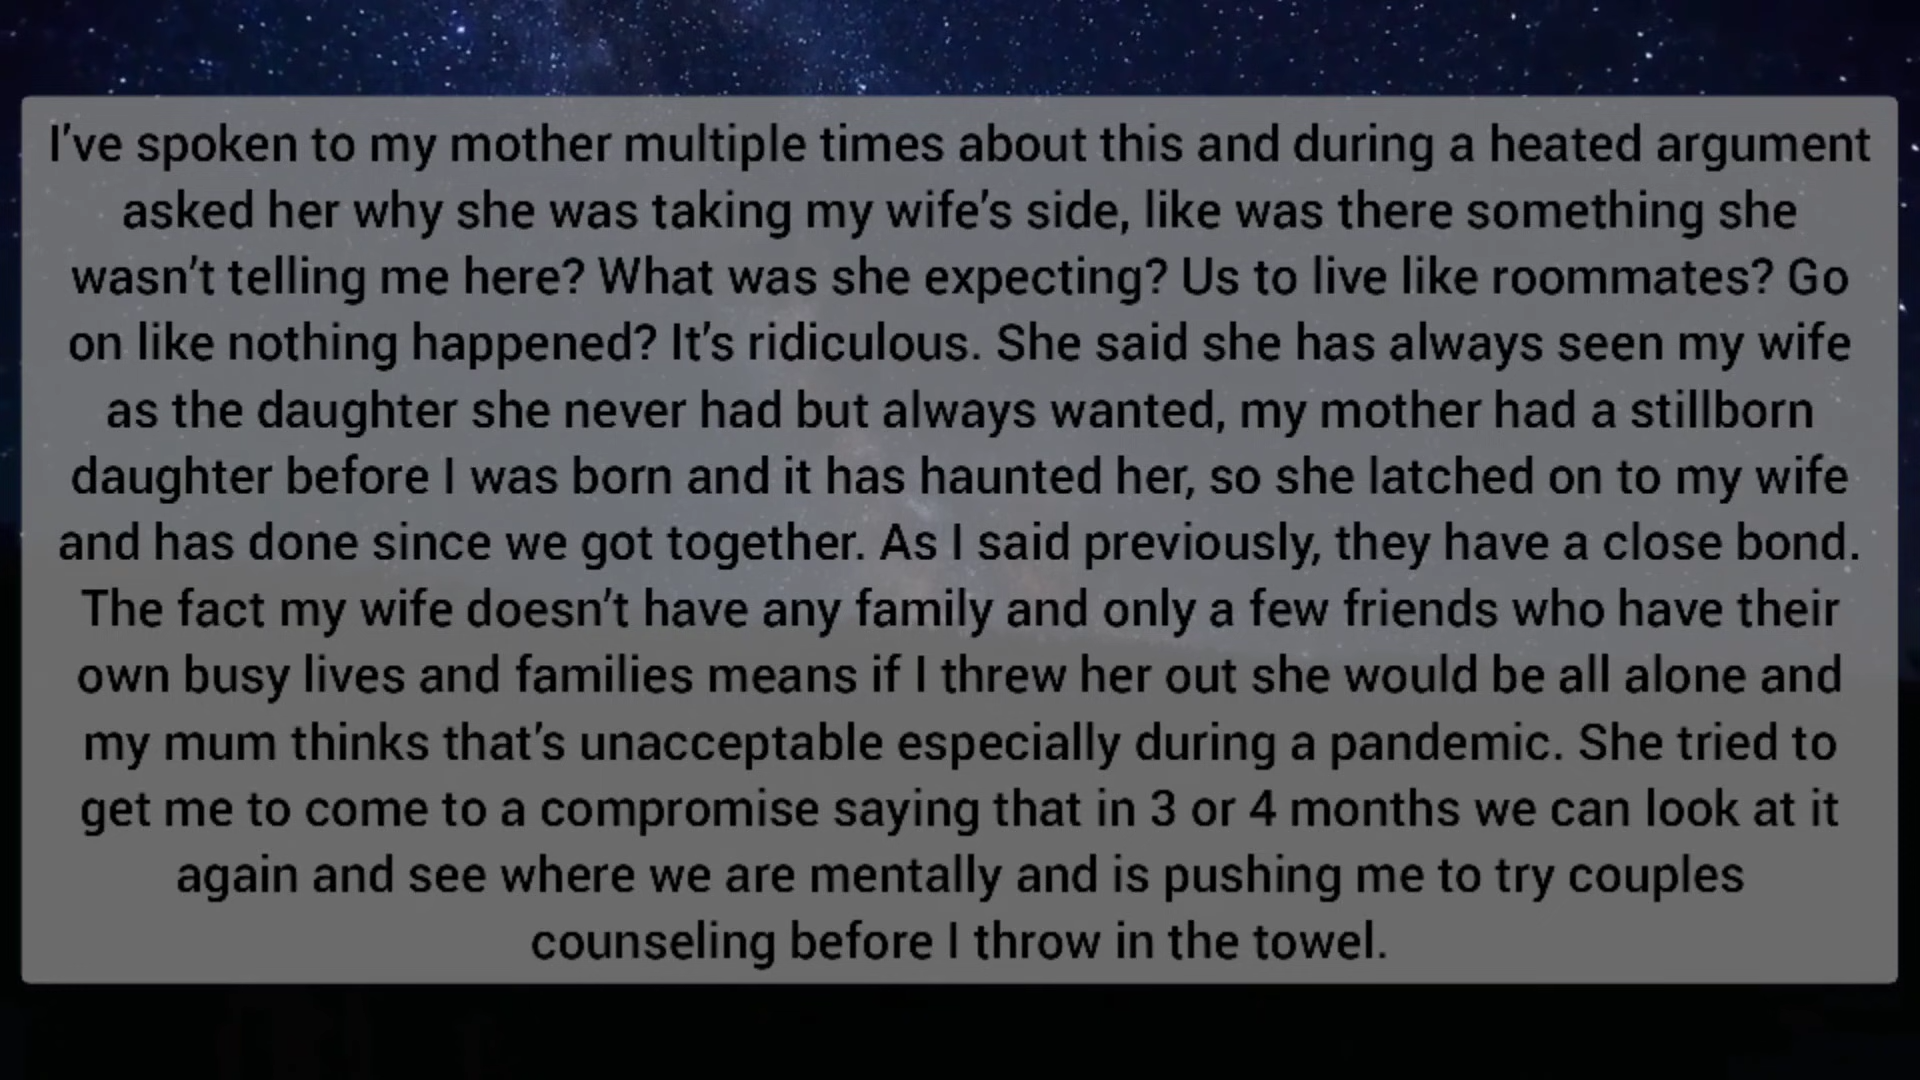 I’ve spoken to my mother multiple times about this and during a heated argument
asked her why she was taking my wife’s side, like was there something she
wasn’t telling me here? What was she expecting? Us to live like roommates? Go
on like nothing happened? It’s ridiculous. She said she has always seen my wife
as the daughter she never had but always wanted, my mother had a stillborn
daughter before I was born and it has haunted her, so she latched on to my wife
and has done since we got together. As I said previously, they have a close bond.
The fact my wife doesn’t have any family and only a few friends who have their
own busy lives and families means if I threw her out she would be all alone and
my mum thinks that’s unacceptable especially during a pandemic. She tried to
get me to come to a compromise saying that in 3 or 4 months we can look at it
again and see where we are mentally and is pushing me to try couples
counseling before I throw in the towel.